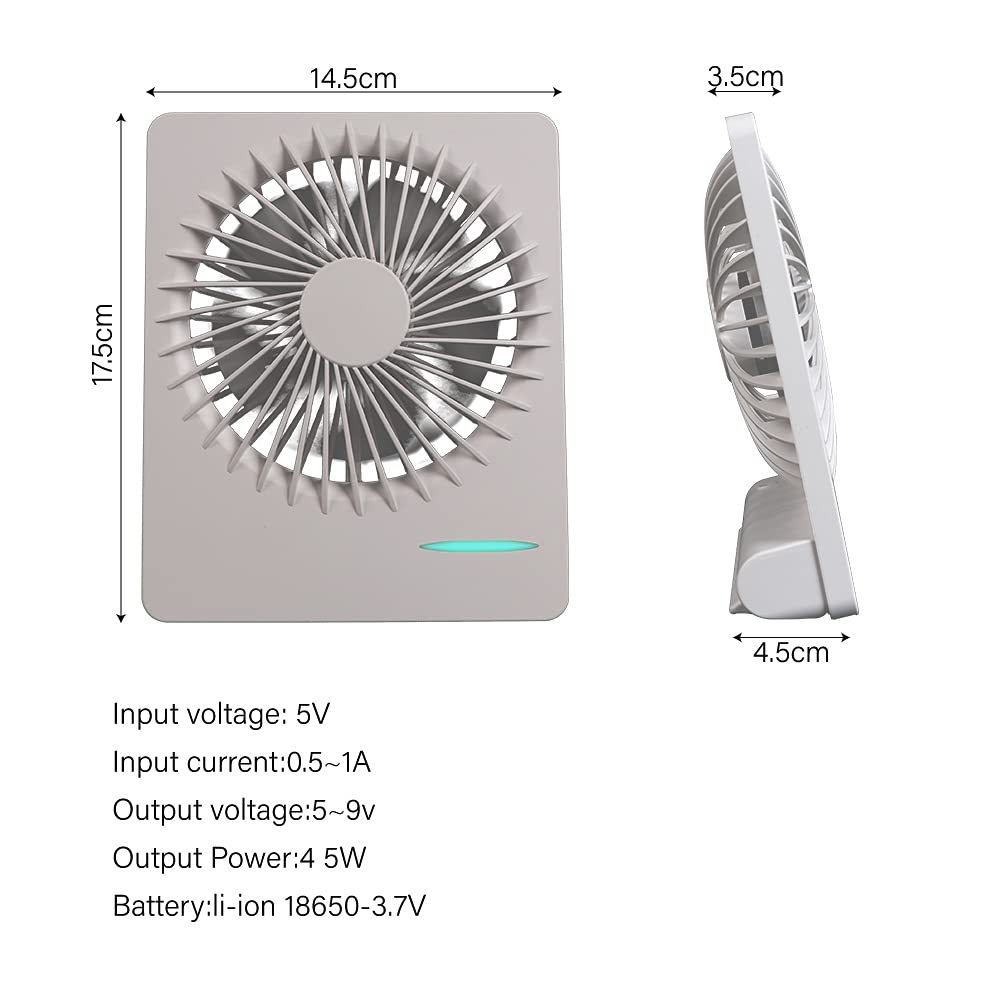 14.5cm
3.5cm
17.5cm
4.5cm
Input voltage: 5V
Input current:0.5~1A
Output voltage:5~9v
Output Power:4 5W
Battery:li-ion 18650-3.7V